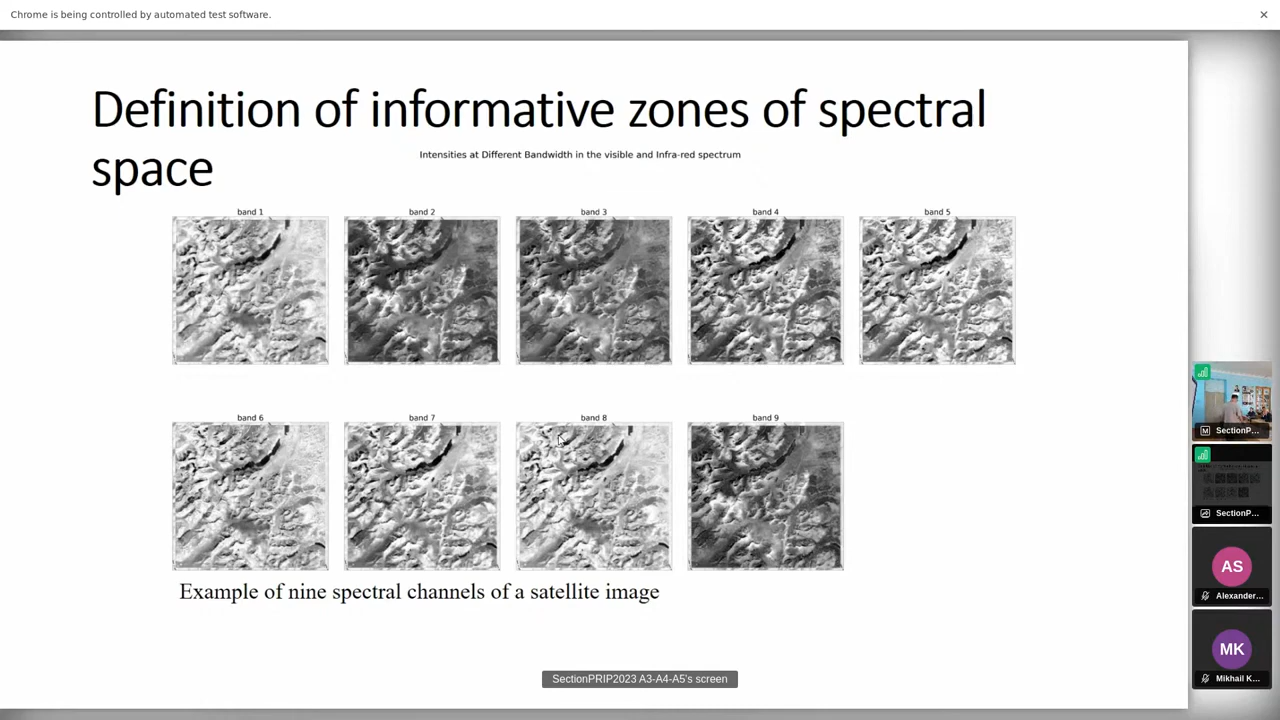 Chrome is being controlled by automated test software.
Definition of informative zones of spectral
space
Intensities at Different Bandwidth in the visible and Infra-red spectrum
band 1
band 2
band 3
band 4
band 5
band 6
band 7
band 8
band 9
Example of nine spectral channels of a satellite image
SectionPRIP2023 A3-A4-A5's screen
M
SectionP...
SectionP...
AS
Alexander...
MK
Mikhail K...